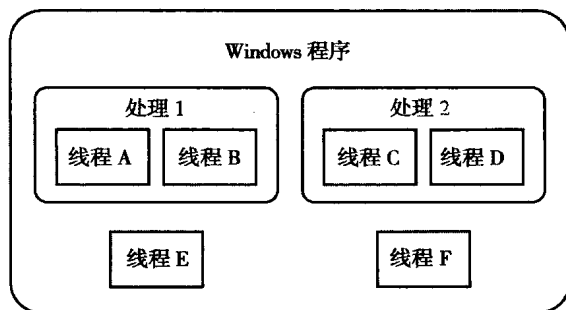 Windows 程序
处理 1
处理 2
线程 A
线程 B
线程 C
线程 D
线程 E
线程 F